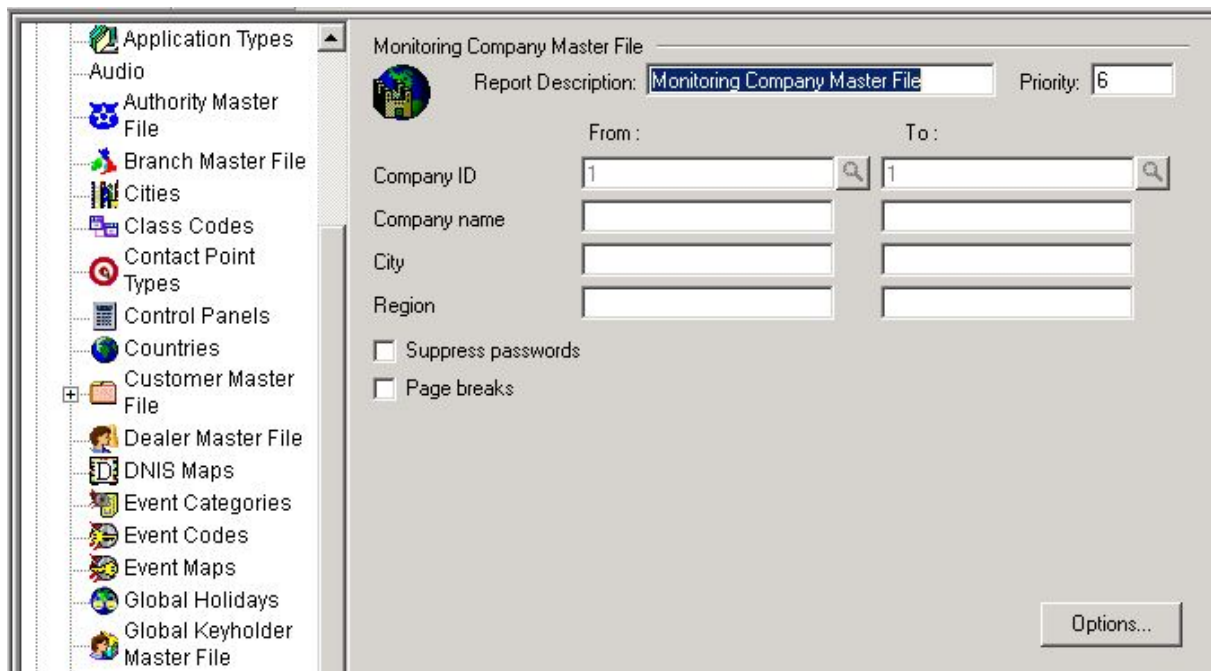 Application Types
Audio
Authority Master
File
Branch Master File
Cities
Class Codes
Contact Point
Types
Control Panels
Countries
Customer Master
File
Dealer Master File
DNIS Maps
Event Categories
Event Codes
Event Maps
Global Holidays
Global Keyholder
Master File
Monitoring Company Master File
Report Description: Monitoring Company Master File Priority: 6
From : To :
Company ID 1 1
Company name
City
Region
Suppress passwords
Page breaks
Options...